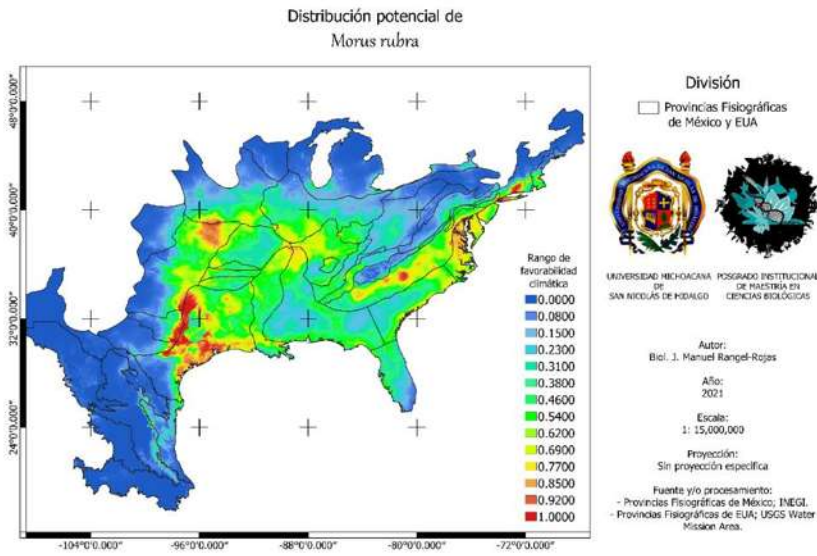 Distribución potencial de
Morus rubra
48°0'0.000"
40°0'0.000"
32°0'0.000"
24°0'0.000"
-104°0'0.000"
-96°0'0.000"
-88°0'0.000"
-80°0'0.000"
-72°0'0.000"
Rango de
favorabilidad
climática
0.0000
0.0800
0.1500
0.2300
0.3100
0.3800
0.4600
0.5400
0.6200
0.6900
0.7700
0.8500
0.9200
1.0000
División
Provincias Fisiográficas
de México y EUA
UNIVERSIDAD MICHOACANA
DE
SAN NICOLÁS DE HIDALGO
POSGRADO INSTITUCIONAL
DE MAESTRÍA EN
CIENCIAS BIOLÓGICAS
Autor:
Biol. J. Manuel Rangel-Rojas
Año:
2021
Escala:
1: 15,000,000
Proyección:
Sin proyección específica
Fuente y/o procesamiento:
- Provincias Fisiográficas de México; INEGI.
- Provincias Fisiográficas de EUA; USGS Water
Mission Area.